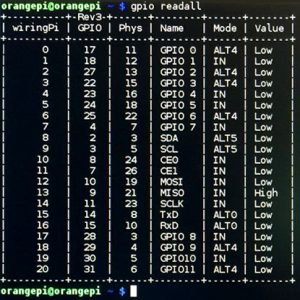 orangepi@orangepi ~ $ gpio readall
+----------+-Rev3-+------+--------+------+-------+
| wiringPi | GPIO | Phys | Name | Mode | Value |
+----------+------+------+--------+------+-------+
| 0 | 17 | 11 | GPIO 0 | ALT4 | Low |
| 1 | 18 | 12 | GPIO 1 | IN | Low |
| 2 | 27 | 13 | GPIO 2 | ALT4 | Low |
| 3 | 22 | 15 | GPIO 3 | ALT4 | Low |
| 4 | 23 | 16 | GPIO 4 | IN | Low |
| 5 | 24 | 18 | GPIO 5 | IN | Low |
| 6 | 25 | 22 | GPIO 6 | ALT4 | Low |
| 7 | 4 | 7 | GPIO 7 | IN | Low |
| 8 | 2 | 3 | SDA | ALT5 | Low |
| 9 | 3 | 5 | SCL | ALT5 | Low |
| 10 | 8 | 24 | CE0 | IN | Low |
| 11 | 7 | 26 | CE1 | IN | Low |
| 12 | 10 | 19 | MOSI | IN | Low |
| 13 | 9 | 21 | MISO | IN | High |
| 14 | 11 | 23 | SCLK | IN | Low |
| 15 | 14 | 8 | TxD | ALT0 | Low |
| 16 | 15 | 10 | RxD | ALT0 | Low |
| 17 | 28 | 3 | GPIO 8 | IN | Low |
| 18 | 29 | 4 | GPIO 9 | ALT4 | Low |
| 19 | 30 | 5 | GPIO10 | IN | Low |
| 20 | 31 | 6 | GPIO11 | ALT4 | Low |
+----------+------+------+--------+------+-------+
orangepi@orangepi ~ $